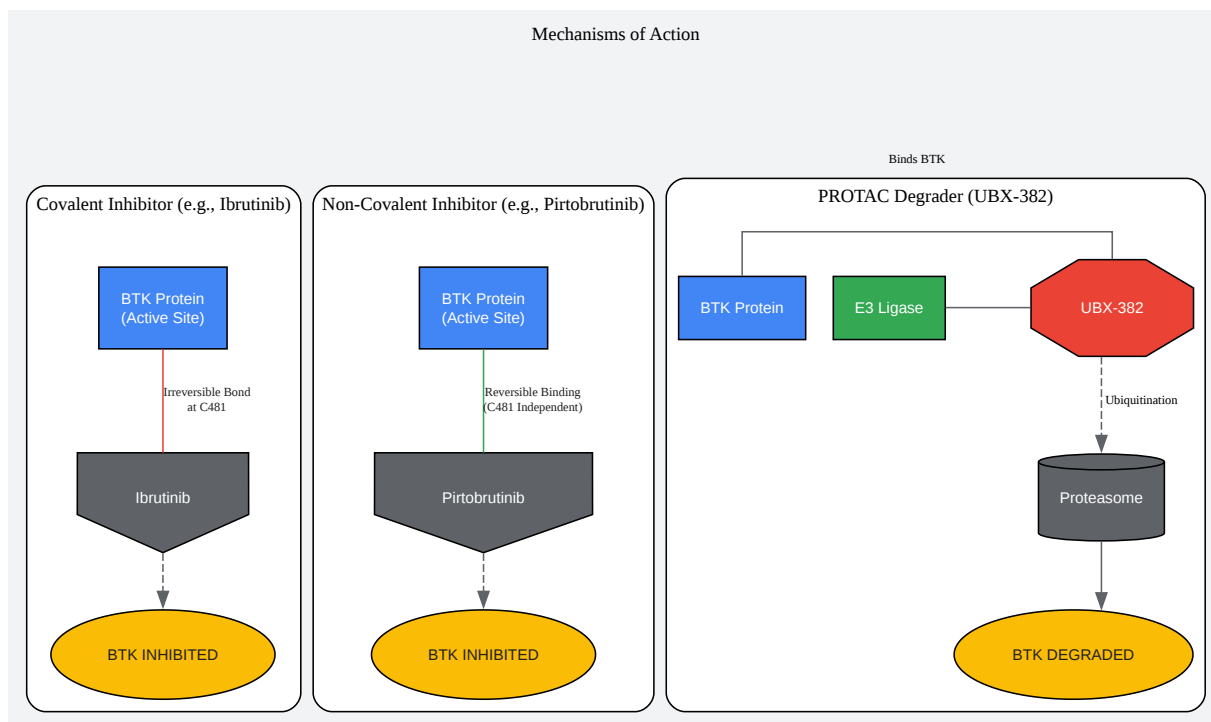 Mechanisms of Action
Covalent Inhibitor (e.g., Ibrutinib)
BTK Protein
(Active Site)
Irreversible Bond
at C481
Ibrutinib
BTK INHIBITED
Non-Covalent Inhibitor (e.g., Pirtobrutinib)
BTK Protein
(Active Site)
Reversible Binding
(C481 Independent)
Pirtobrutinib
BTK INHIBITED
Binds BTK
PROTAC Degrader (UBX-382)
BTK Protein
E3 Ligase
UBX-382
Ubiquitination
Proteasome
BTK DEGRADED